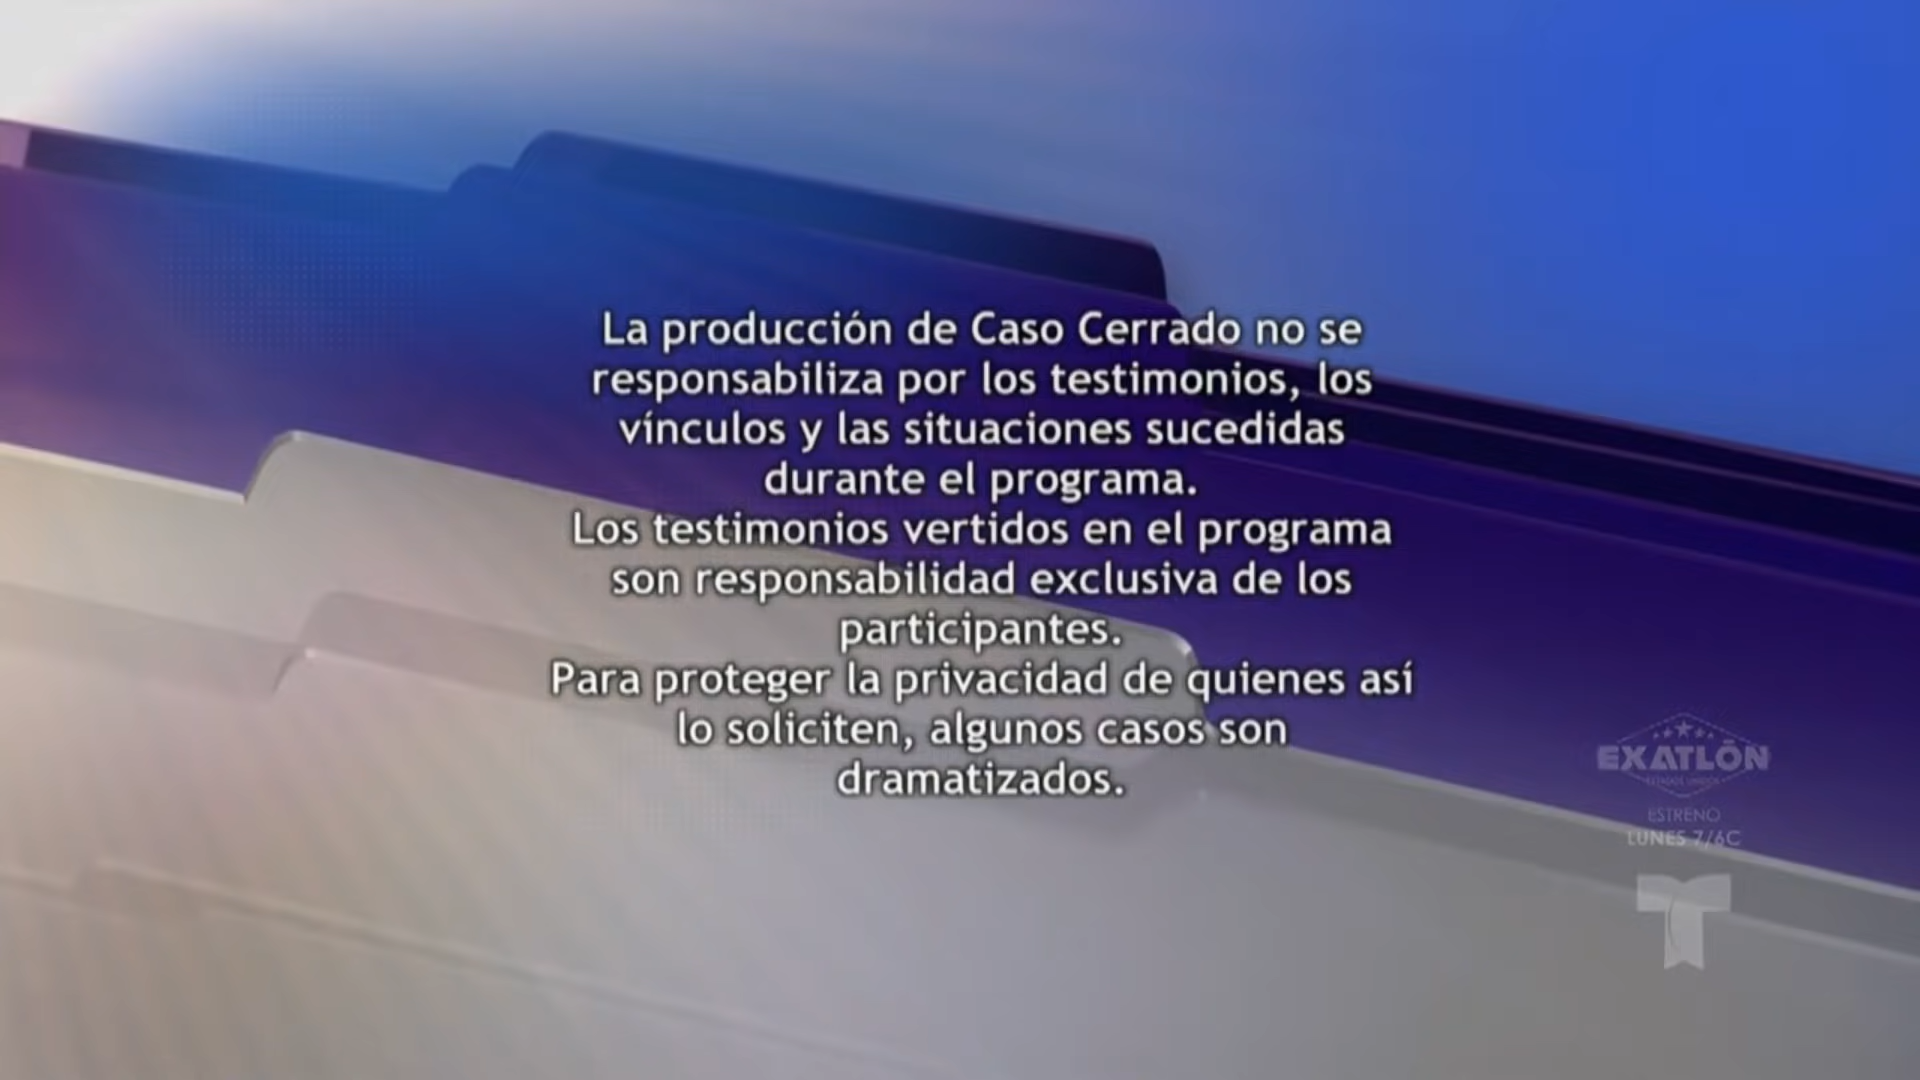 La producción de Caso Cerrado no se
responsabiliza por los testimonios, los
vínculos y las situaciones sucedidas
durante el programa.
Los testimonios vertidos en el programa
son responsabilidad exclusiva de los
participantes.
Para proteger la privacidad de quienes así
lo soliciten, algunos casos son
dramatizados.
EXATLÓN
ESTADOS UNIDOS
ESTRENO
LUNES 7/6C